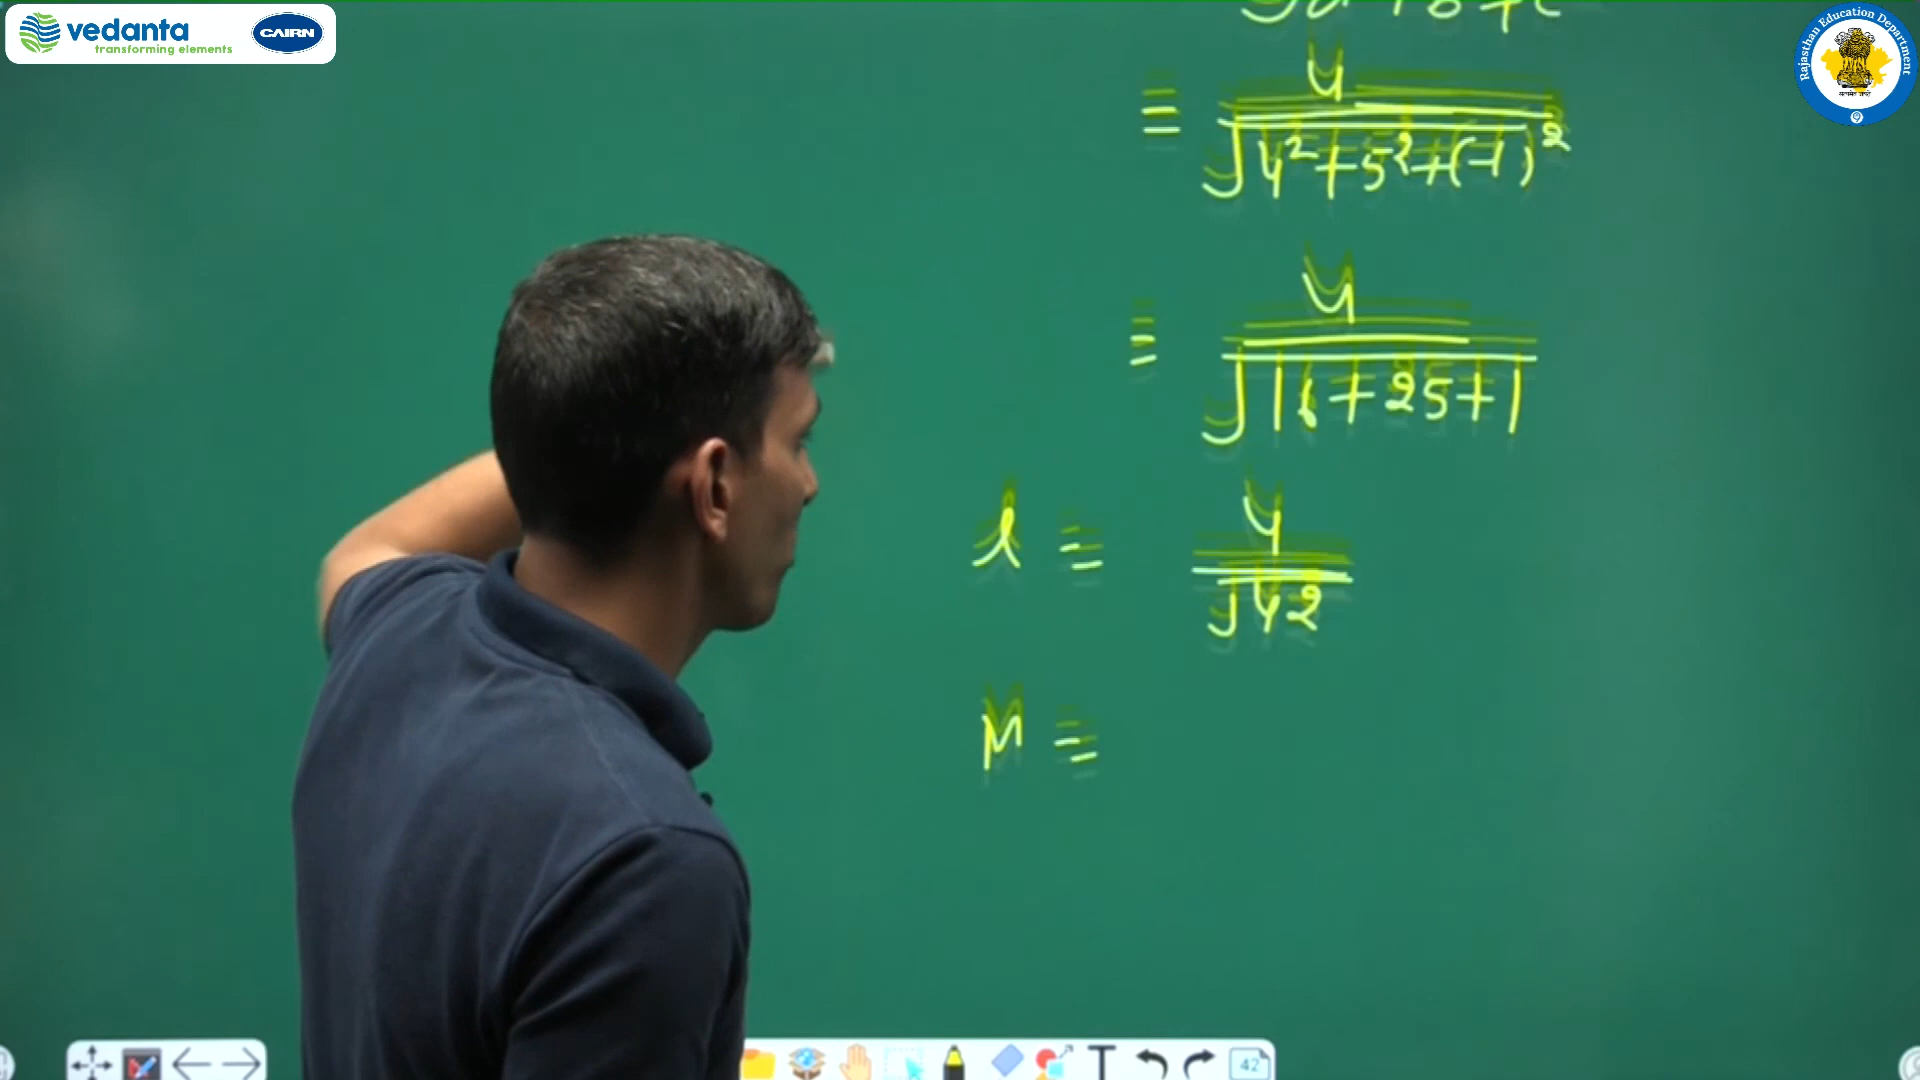 vedanta
transforming elements
CAIRN
Rajasthan Education Department
= 4 / √4² + 5² + (-1)²
= 4 / √16 + 25 + 1
l = 4 / √42
M =
T
42